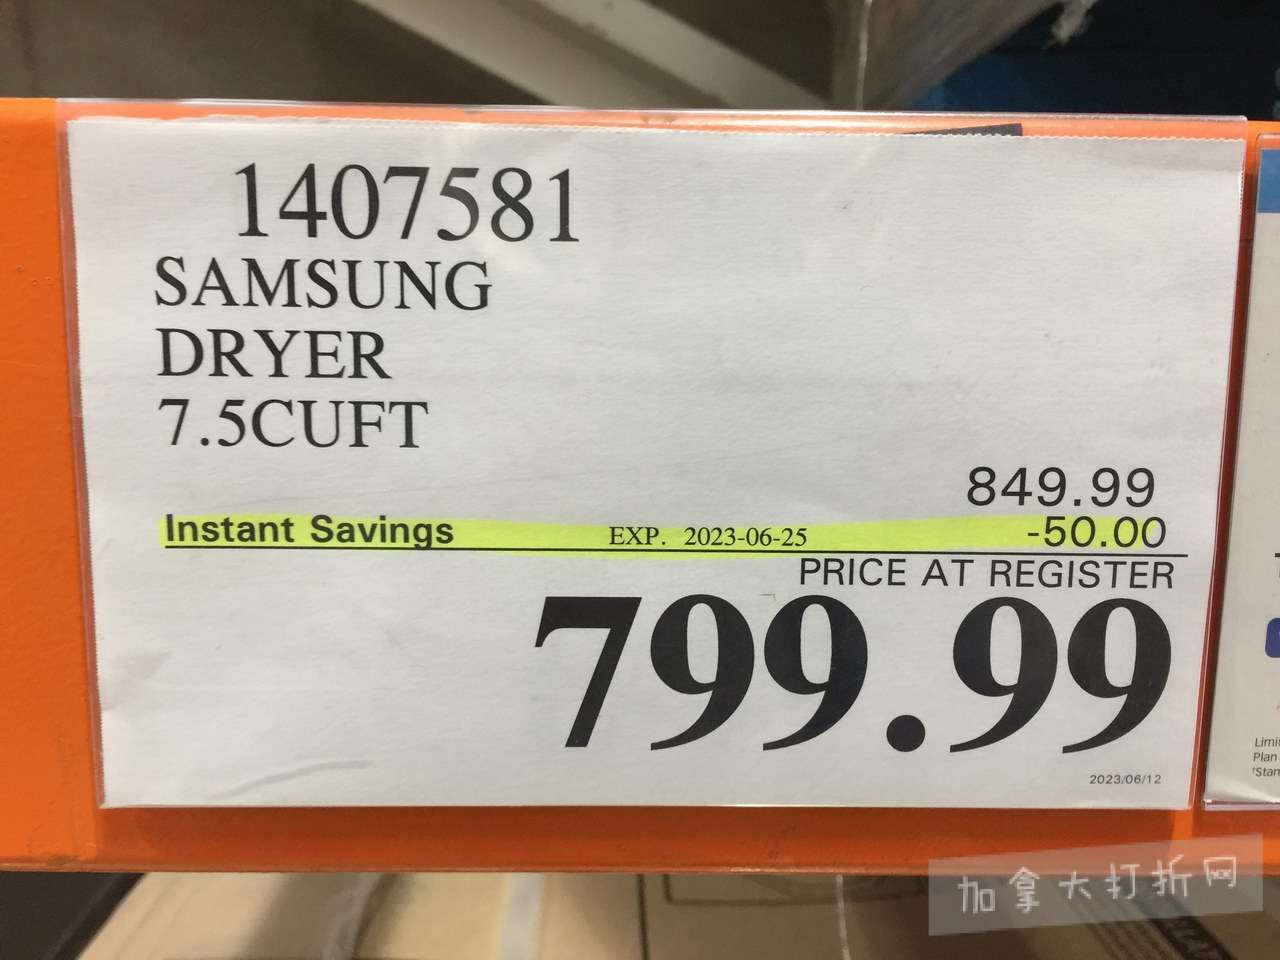 1407581
SAMSUNG
DRYER
7.5CUFT
849.99
Instant Savings EXP. 2023-06-25 -50.00
PRICE AT REGISTER
799.99
2023/06/12
Plan
加拿大打折网